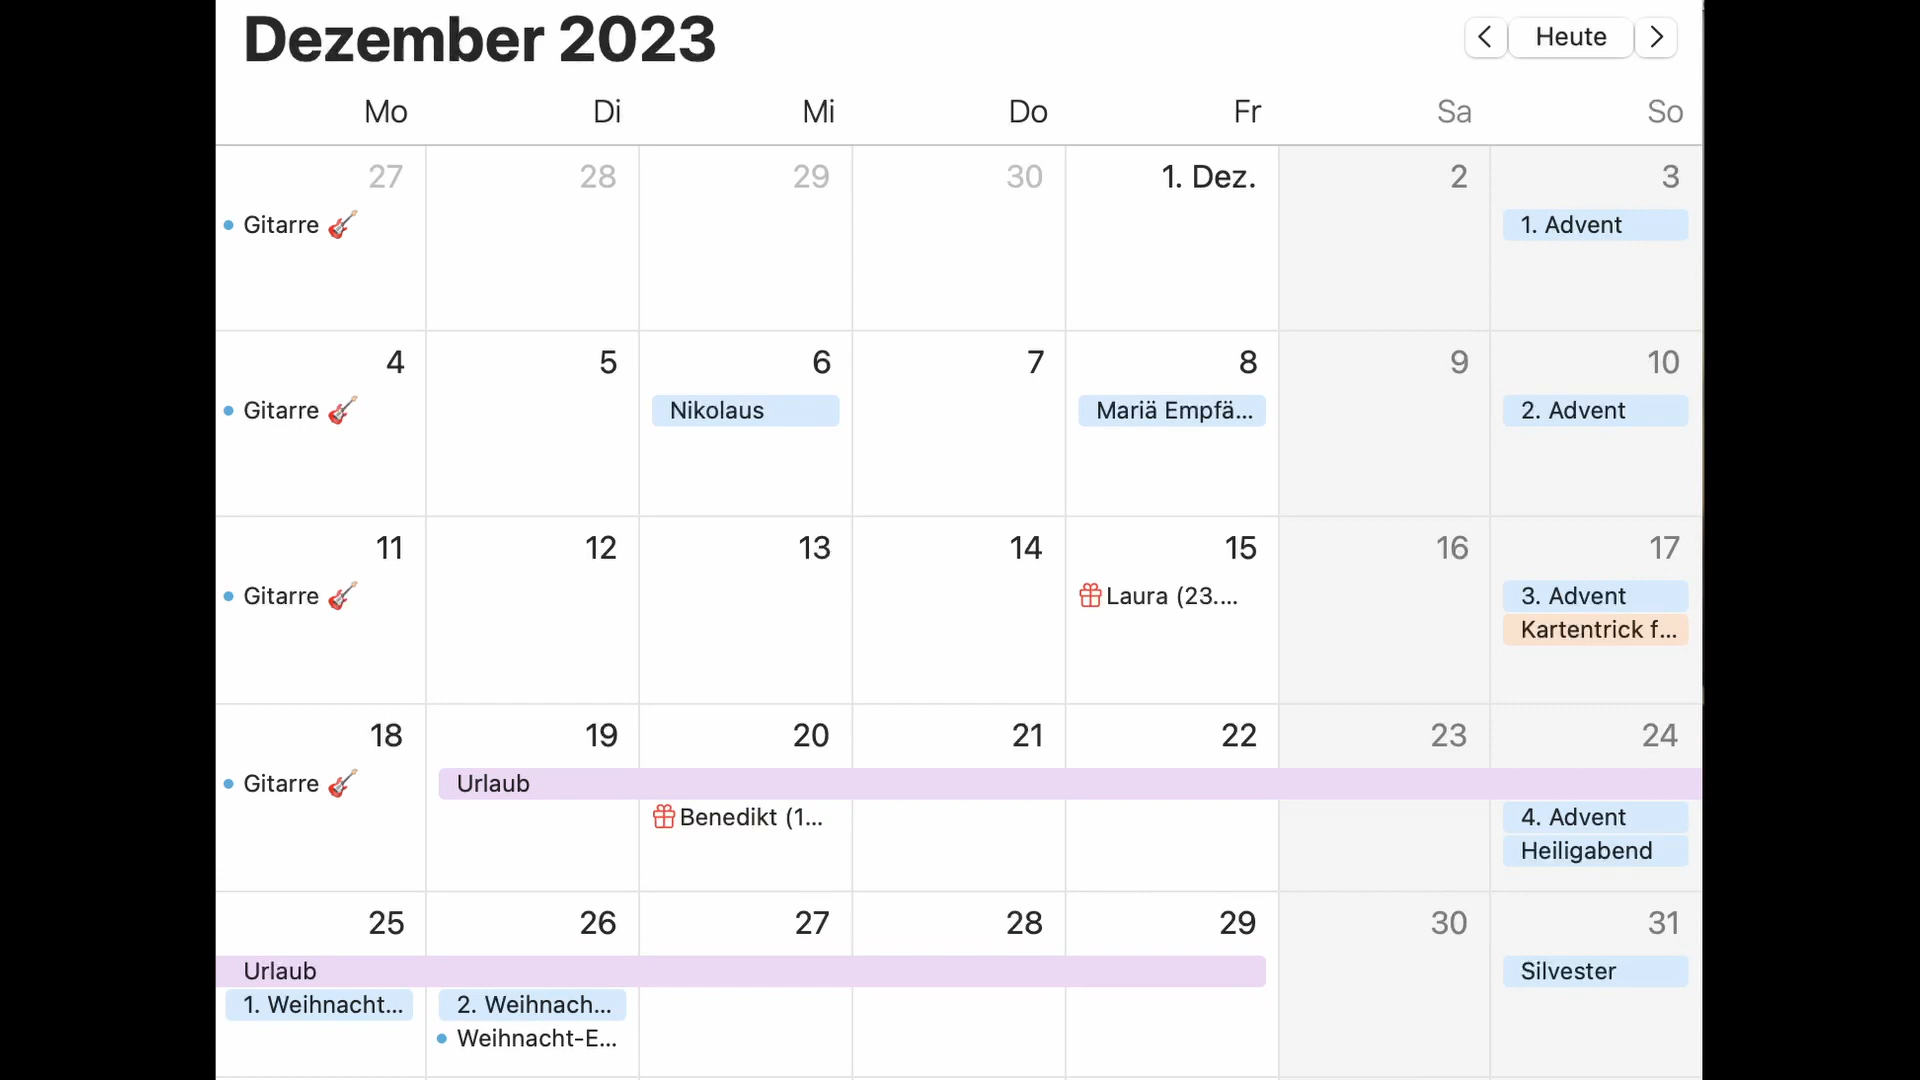 Dezember 2023
Heute
Mo Di Mi Do Fr Sa So
27 28 29 30 1. Dez. 2 3
Gitarre 1. Advent
4 5 6 7 8 9 10
Gitarre Nikolaus Mariä Empfä... 2. Advent
11 12 13 14 15 16 17
Gitarre Laura (23.... 3. Advent
Kartentrick f...
18 19 20 21 22 23 24
Gitarre Urlaub
Benedikt (1... 4. Advent
Heiligabend
25 26 27 28 29 30 31
Urlaub Silvester
1. Weihnacht... 2. Weihnach...
Weihnacht-E...